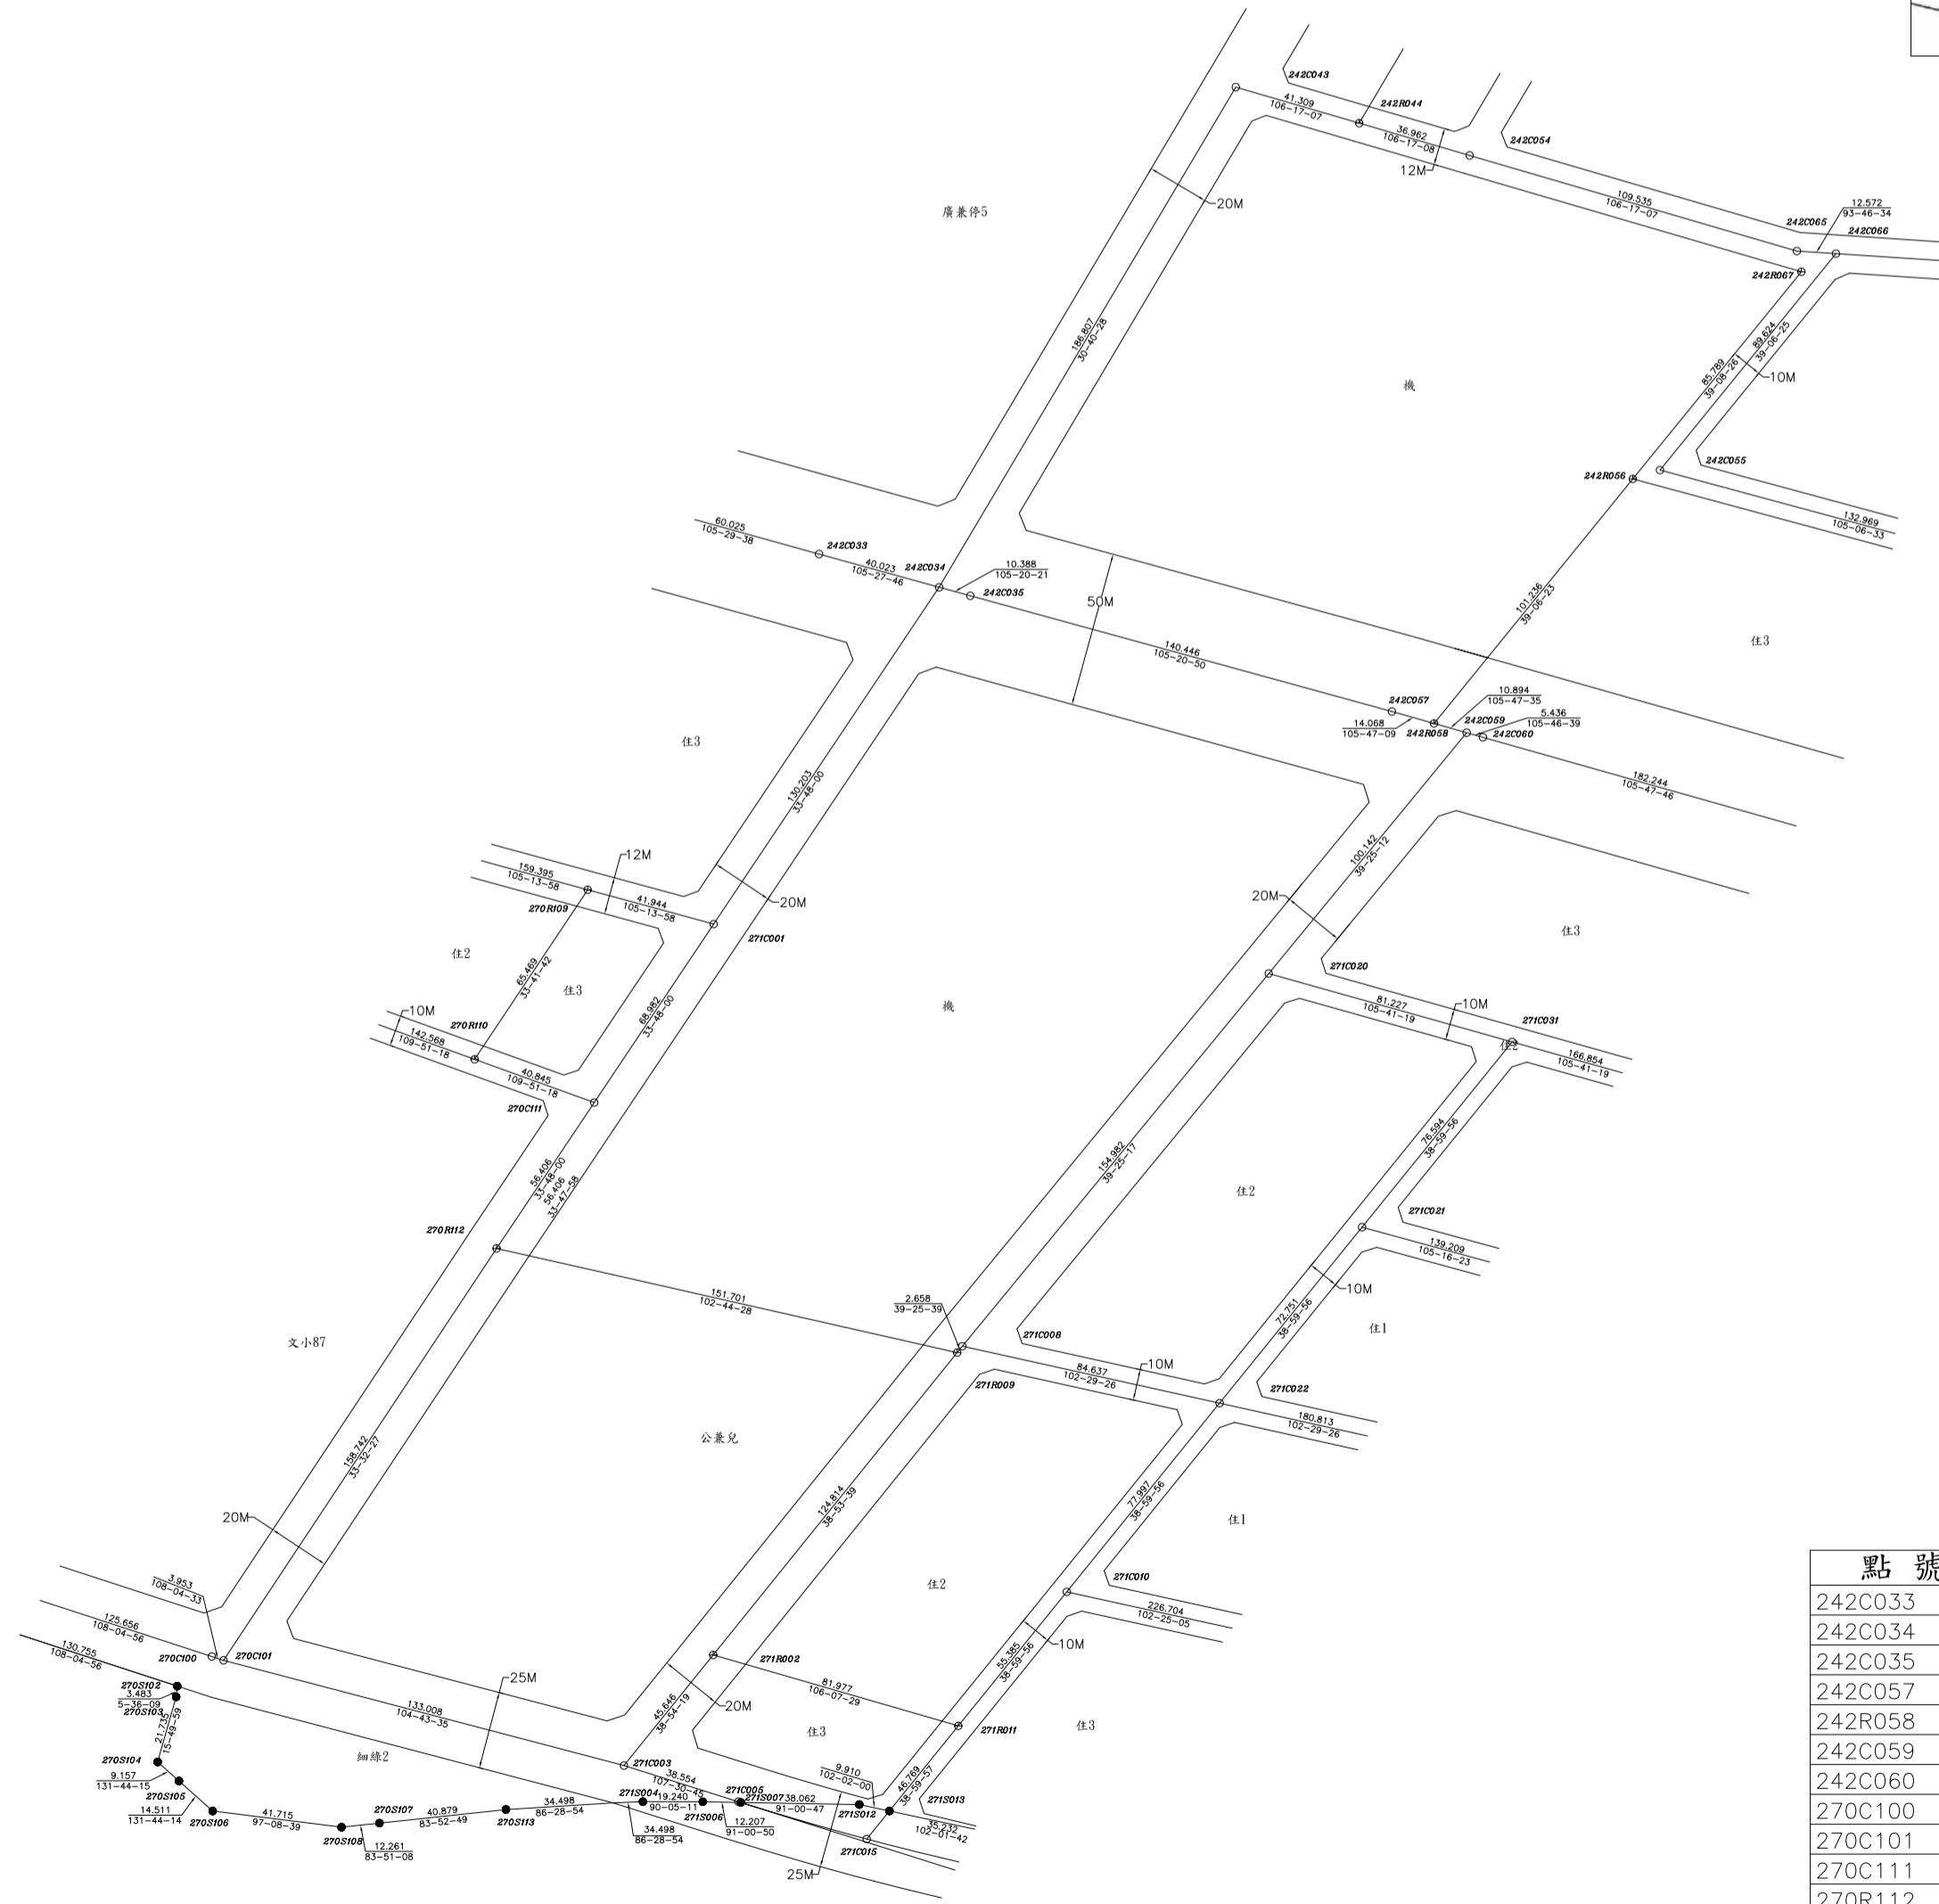 242C043
41.309
106-17-07
242R044
36.962
106-17-08
12M
242C054
109.535
106-17-07
242C065
12.572
93-46-34
242C066
242R067
廣兼停5
20M
186.807
30-40-28
機
89.624
39-06-25
85.789
39-08-26
10M
242C055
242R056
132.969
105-06-33
60.025
105-29-38
242C033
40.023
105-27-46
242C034
10.388
105-20-21
242C035
50M
101.236
39-06-23
住3
140.446
105-20-50
242C057
10.894
105-47-35
14.068
105-47-09
242R058
242C059
5.436
105-46-39
242C060
182.244
105-47-46
住3
130.203
33-48-00
100.142
39-25-12
12M
159.395
105-13-58
270R109
41.944
105-13-58
20M
20M
271C001
住3
271C020
住2
65.469
33-41-42
住3
10M
270R110
142.568
109-51-18
68.982
33-48-00
機
81.227
105-41-19
10M
271C031
住2
166.854
105-41-19
40.845
109-51-18
270C111
56.406
33-48-00
56.406
33-47-58
154.982
39-25-17
76.594
38-59-56
住2
271C021
139.209
105-16-23
270R112
151.701
102-44-28
2.658
39-25-39
10M
72.751
38-59-56
住1
文小87
271C008
84.637
102-29-26
10M
271R009
271C022
180.813
102-29-26
公兼兒
158.742
33-32-27
124.814
38-53-39
77.997
38-59-56
住1
20M
住2
271C010
226.704
102-25-05
3.953
108-04-33
125.656
108-04-56
130.755
108-04-56
270C100
270C101
25M
271R002
81.977
106-07-29
55.385
38-59-56
10M
270S102
3.483
5-36-09
270S103
21.735
15-49-59
133.008
104-43-35
45.646
38-54-19
20M
住3
271R011
住3
270S104
細綠2
9.157
131-44-15
270S105
271C003
38.554
107-30-45
9.910
102-02-00
46.769
38-59-57
14.511
131-44-14
270S106
41.715
97-08-39
270S107
40.879
83-52-49
270S108
12.261
83-51-08
34.498
86-28-54
270S113
271S004
19.240
90-05-11
34.498
86-28-54
271C005
271S006
271S007
12.207
91-00-50
38.062
91-00-47
271S012
271S013
35.232
102-01-42
271C015
25M
點 號
242C033
242C034
242C035
242C057
242R058
242C059
242C060
270C100
270C101
270C111
270R112